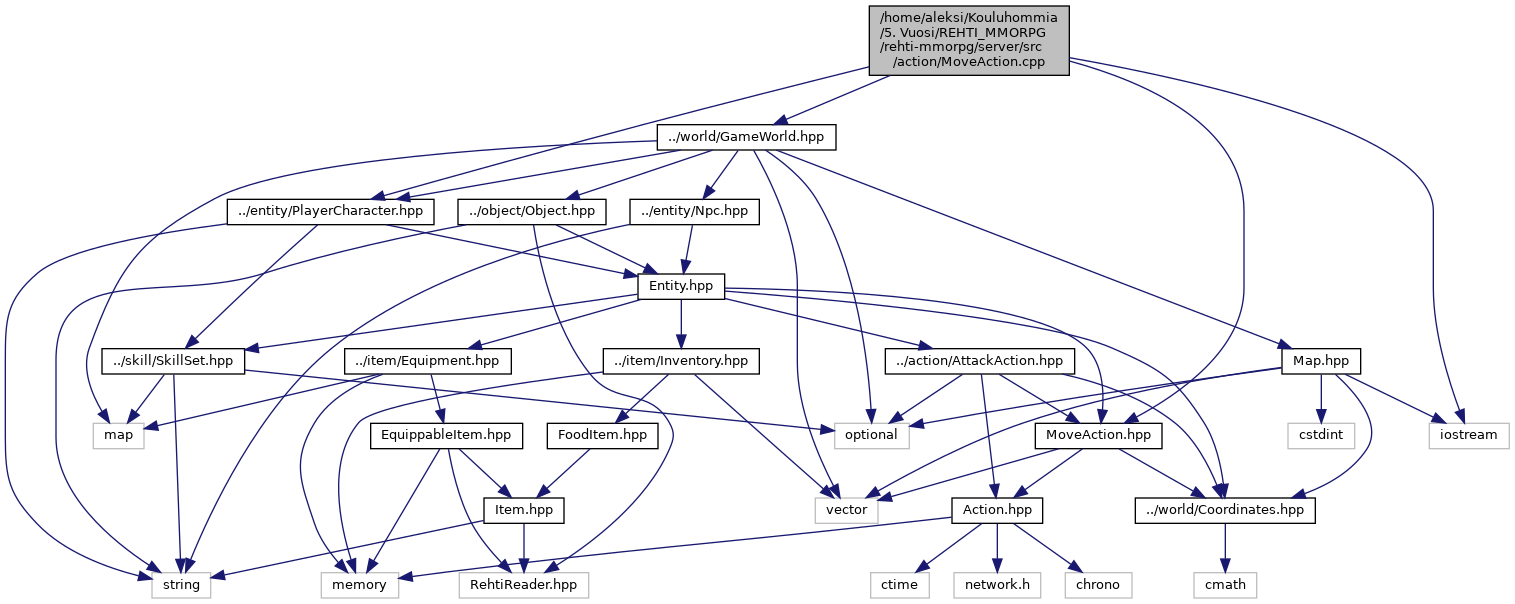 /home/aleksi/Kouluhommia
/5. Vuosi/REHTI_MMORPG
/rehti-mmorpg/server/src
/action/MoveAction.cpp
../world/GameWorld.hpp
../entity/PlayerCharacter.hpp
../object/Object.hpp
../entity/Npc.hpp
Entity.hpp
../skill/SkillSet.hpp
../item/Equipment.hpp
../item/Inventory.hpp
../action/AttackAction.hpp
Map.hpp
map
EquippableItem.hpp
FoodItem.hpp
optional
MoveAction.hpp
cstdint
iostream
Item.hpp
vector
Action.hpp
../world/Coordinates.hpp
string
memory
RehtiReader.hpp
ctime
network.h
chrono
cmath